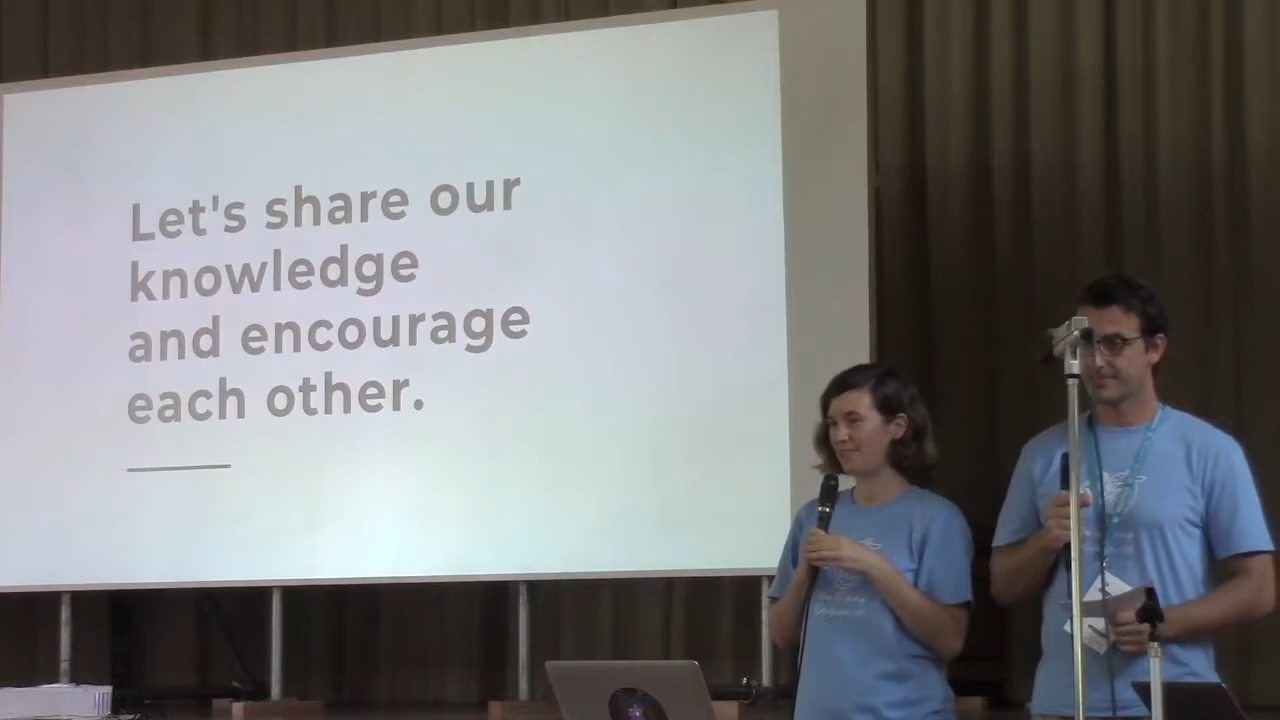 Let's share our
knowledge
and encourage
each other.